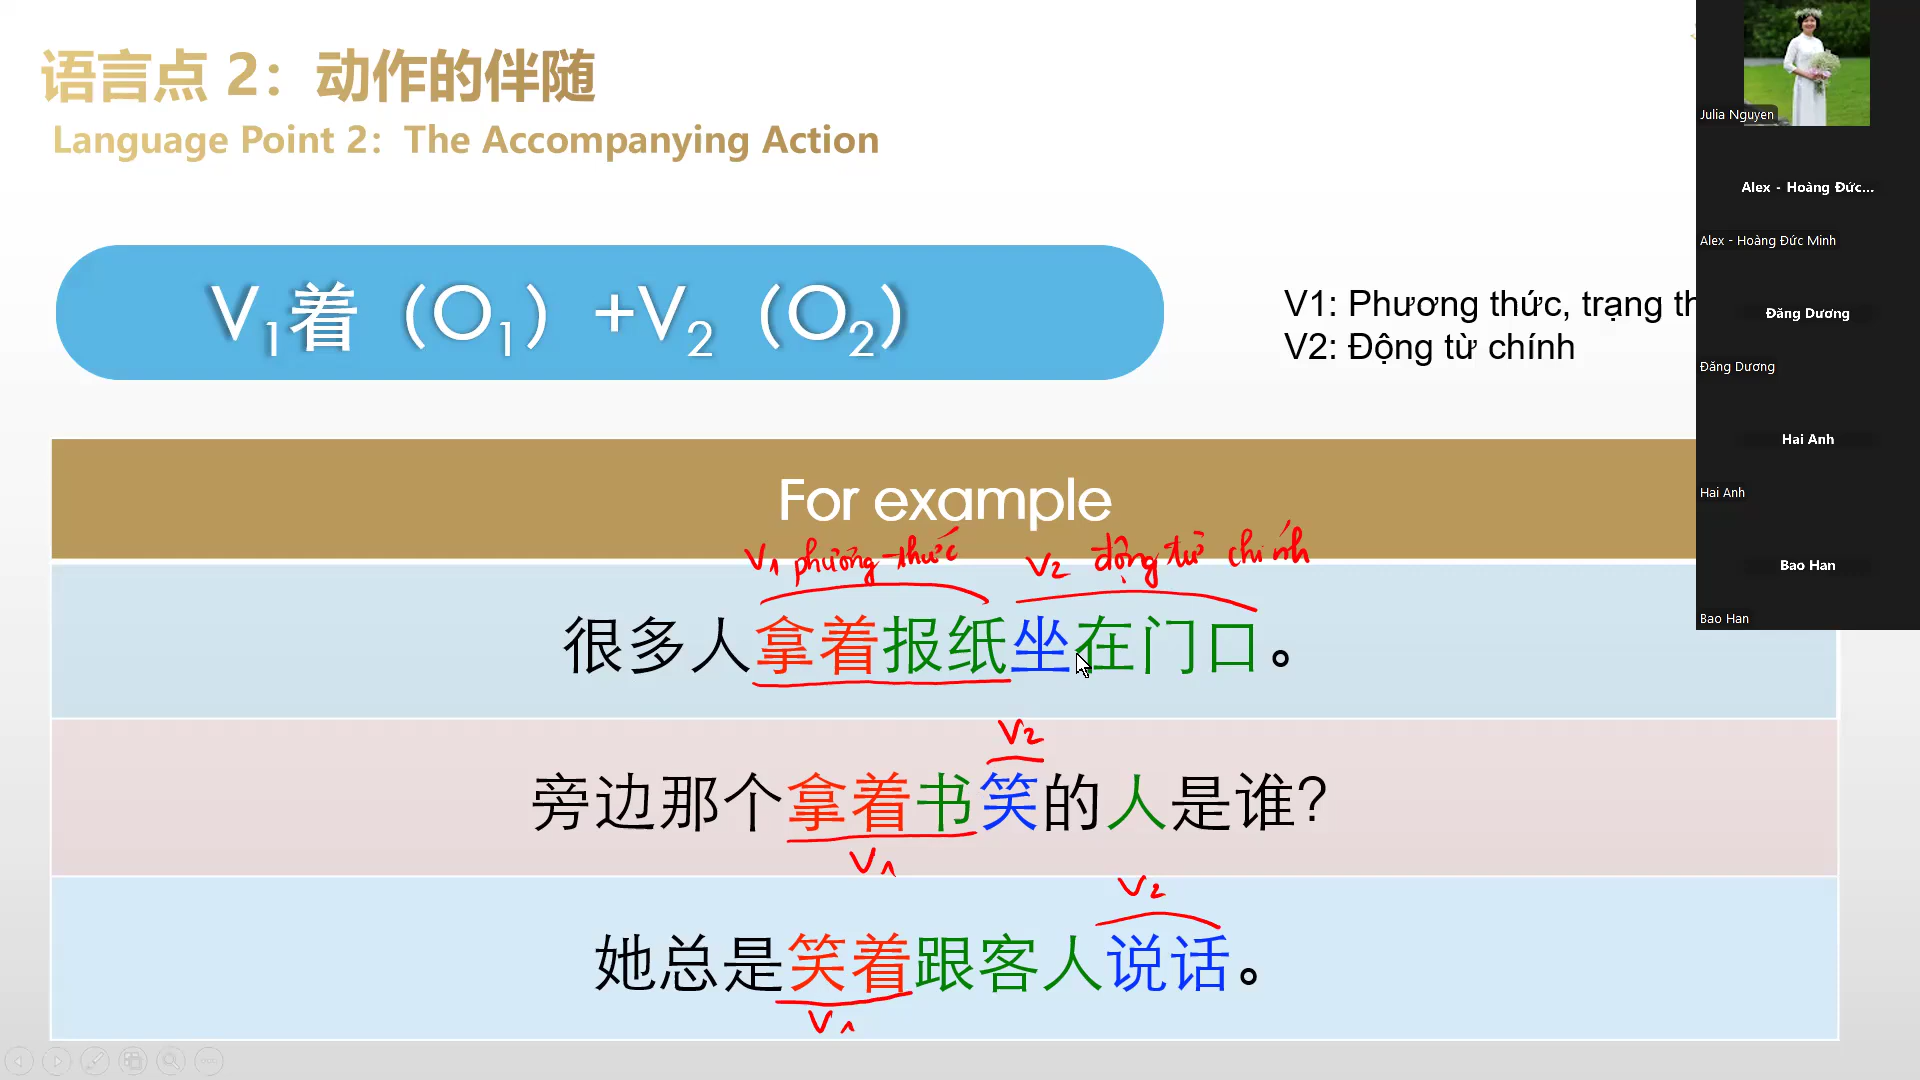 语言点 2：动作的伴随
Language Point 2：The Accompanying Action
V₁着（O₁）+V₂（O₂）
V1: Phương thức, trạng th
V2: Động từ chính
For example
V1 phương thức
V2 động từ chính
很多人拿着报纸坐在门口。
V2
旁边那个拿着书笑的人是谁？
V1
V2
她总是笑着跟客人说话。
V1
Julia Nguyen
Alex - Hoàng Đức...
Alex - Hoàng Đức Minh
Đăng Dương
Đăng Dương
Hai Anh
Hai Anh
Bao Han
Bao Han